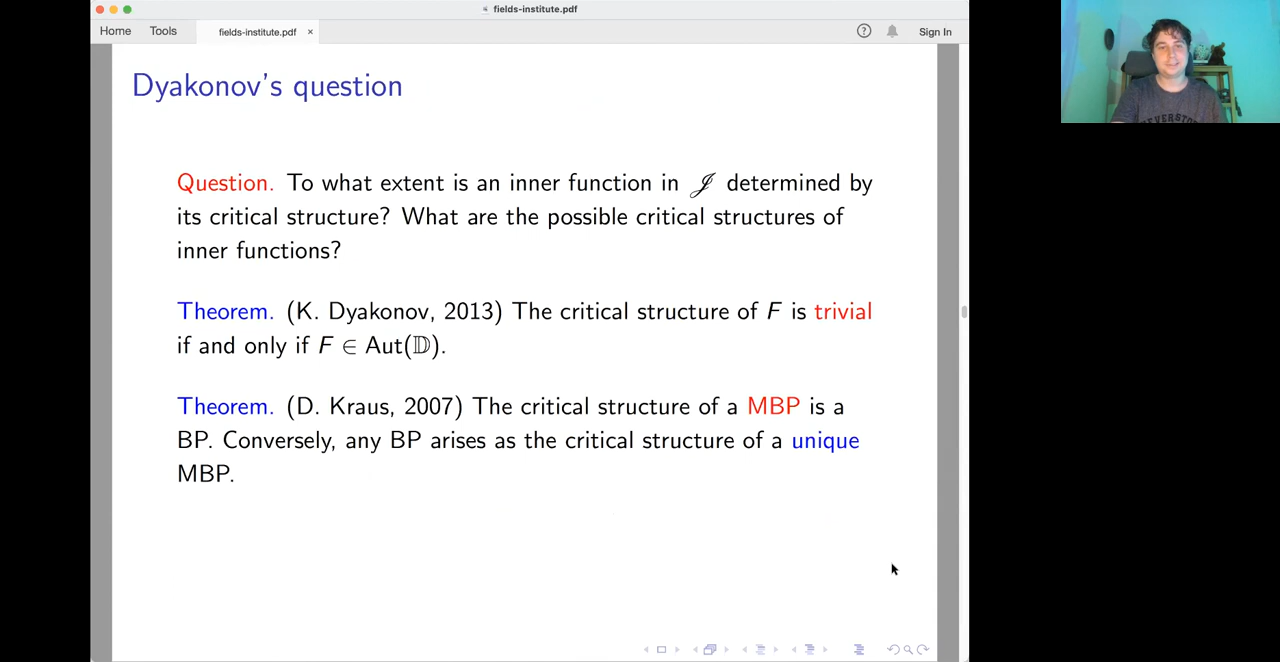 fields-institute.pdf
Home Tools fields-institute.pdf × ? Sign In
Dyakonov's question
Question. To what extent is an inner function in 𝒥 determined by
its critical structure? What are the possible critical structures of
inner functions?
Theorem. (K. Dyakonov, 2013) The critical structure of F is trivial
if and only if F ∈ Aut(𝔻).
Theorem. (D. Kraus, 2007) The critical structure of a MBP is a
BP. Conversely, any BP arises as the critical structure of a unique
MBP.